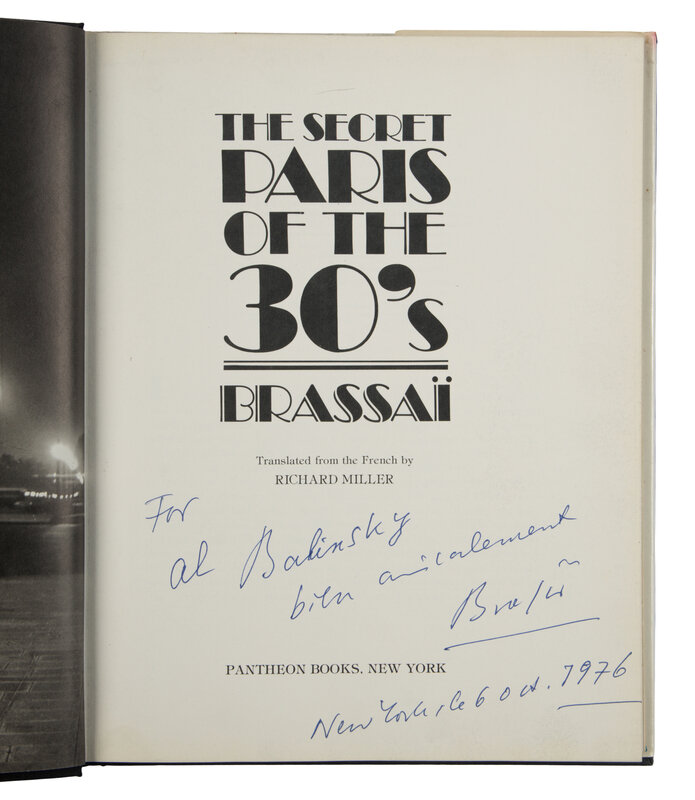 THE SECRET
PARIS
OF THE
30's
BRASSAÏ
Translated from the French by
RICHARD MILLER
For
Al Balinsky
bien amicalement
Brassaï
PANTHEON BOOKS, NEW YORK
New York, le 6 oct. 1976